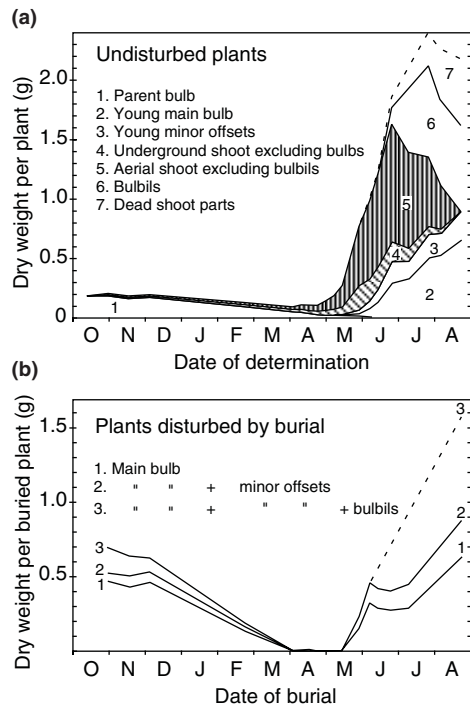 (a)
Undisturbed plants
1. Parent bulb
2. Young main bulb
3. Young minor offsets
4. Underground shoot excluding bulbs
5. Aerial shoot excluding bulbils
6. Bulbils
7. Dead shoot parts
Dry weight per plant (g)
2.0
1.5
1.0
0.5
0
1
7
6
5
4
3
2
O N D J F M A M J J A
Date of determination
(b)
Plants disturbed by burial
1. Main bulb
2. " " + minor offsets
3. " " + " " + bulbils
Dry weight per buried plant (g)
1.5
1.0
0.5
3
2
1
3
2
1
O N D J F M A M J J A
Date of burial